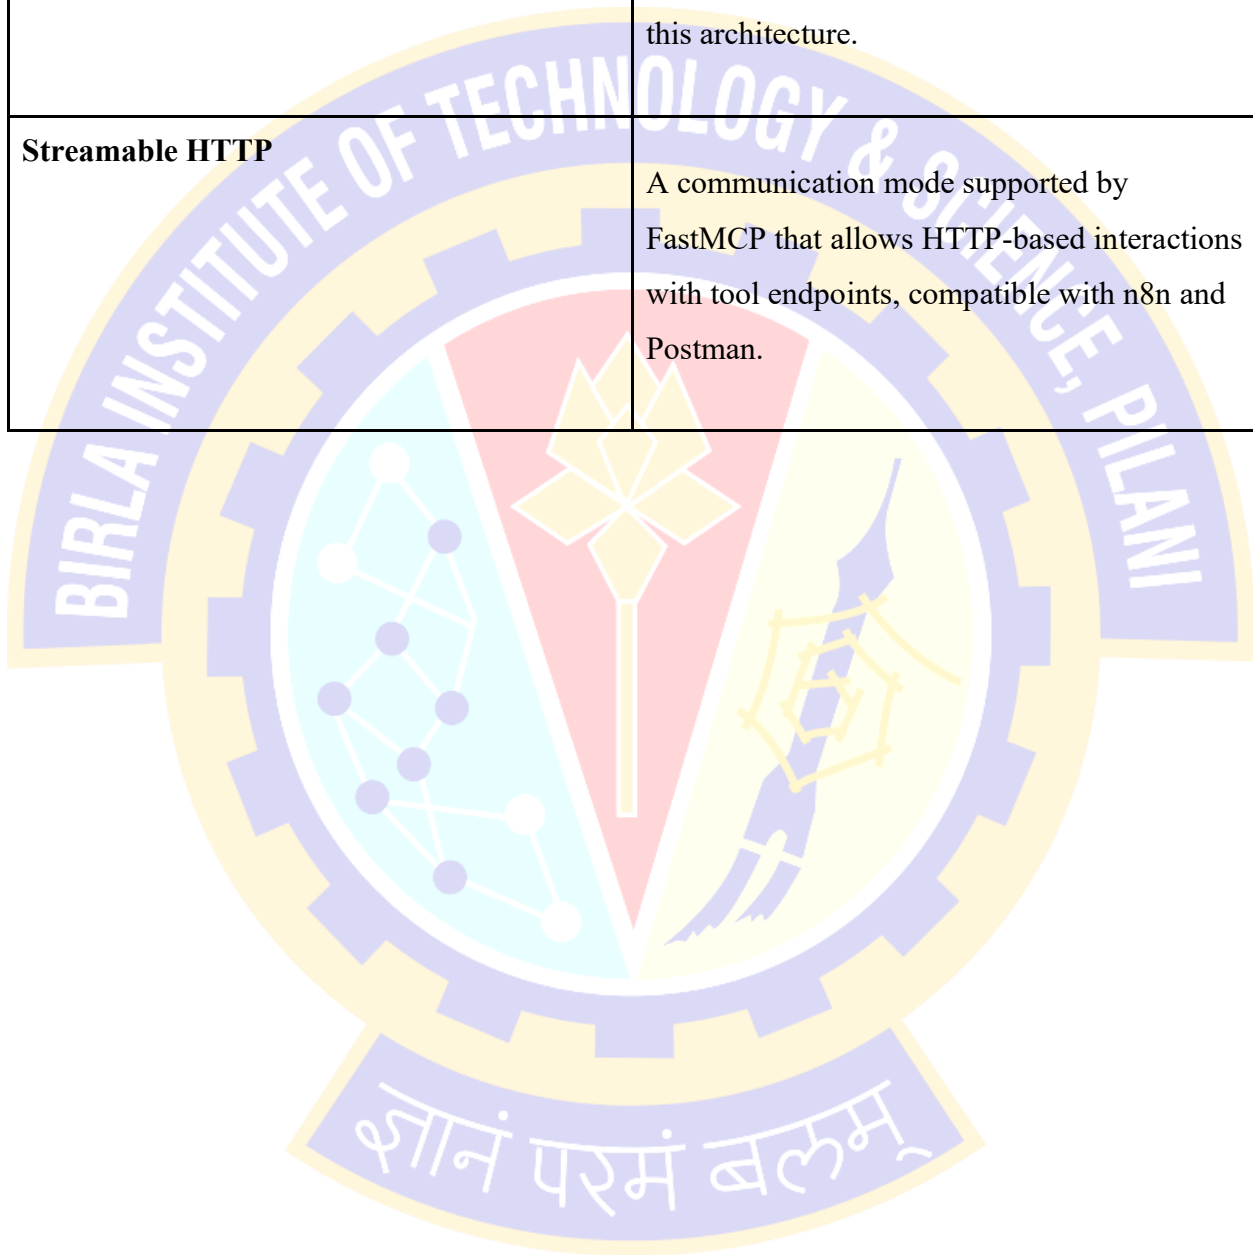 this architecture.
Streamable HTTP
A communication mode supported by
FastMCP that allows HTTP-based interactions
with tool endpoints, compatible with n8n and
Postman.
BIRLA INSTITUTE OF TECHNOLOGY & SCIENCE, PILANI
ज्ञानं परमं बलम्